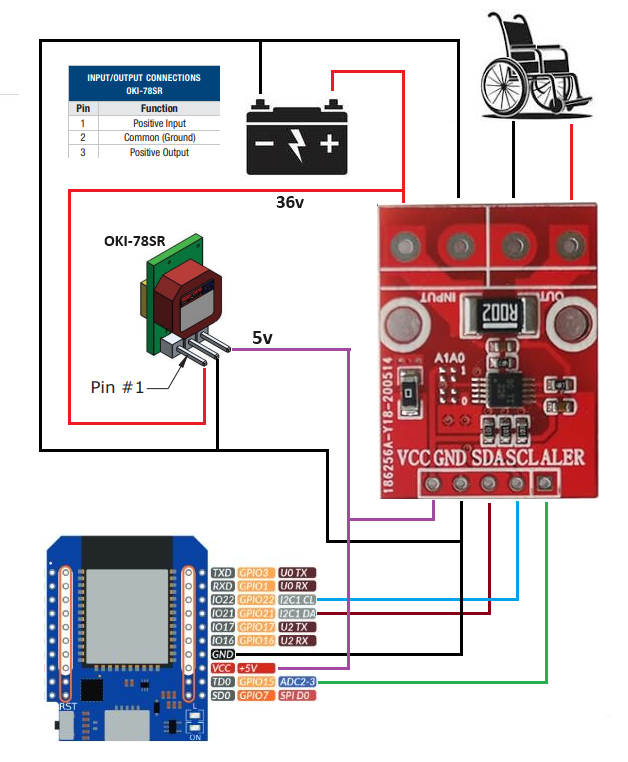 INPUT/OUTPUT CONNECTIONS
OKI-78SR
Pin Function
1 Positive Input
2 Common (Ground)
3 Positive Output
36v
OKI-78SR
5v
Pin #1
INPUT
R002
A1A0
1
0
186256A-Y18-200514
VCC GND SDA SCL ALER
TXD GPIO3 U0 TX
RXD GPIO1 U0 RX
IO22 GPIO22 I2C1 CL
IO21 GPIO21 I2C1 DA
IO17 GPIO17 U2 TX
IO16 GPIO16 U2 RX
GND
VCC +5V
TD0 GPIO15 ADC2-3
SD0 GPIO7 SPI D0
RST
L
ON